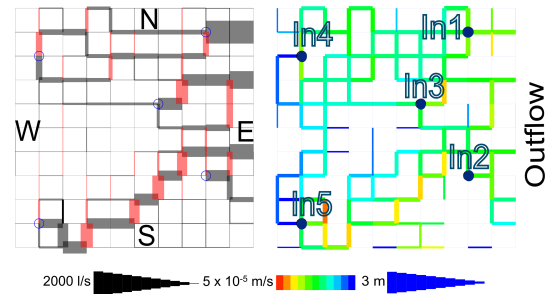 N
W
E
S
In1
In4
In3
In2
In5
Outflow
2000 l/s
5 x 10⁻⁵ m/s
3 m